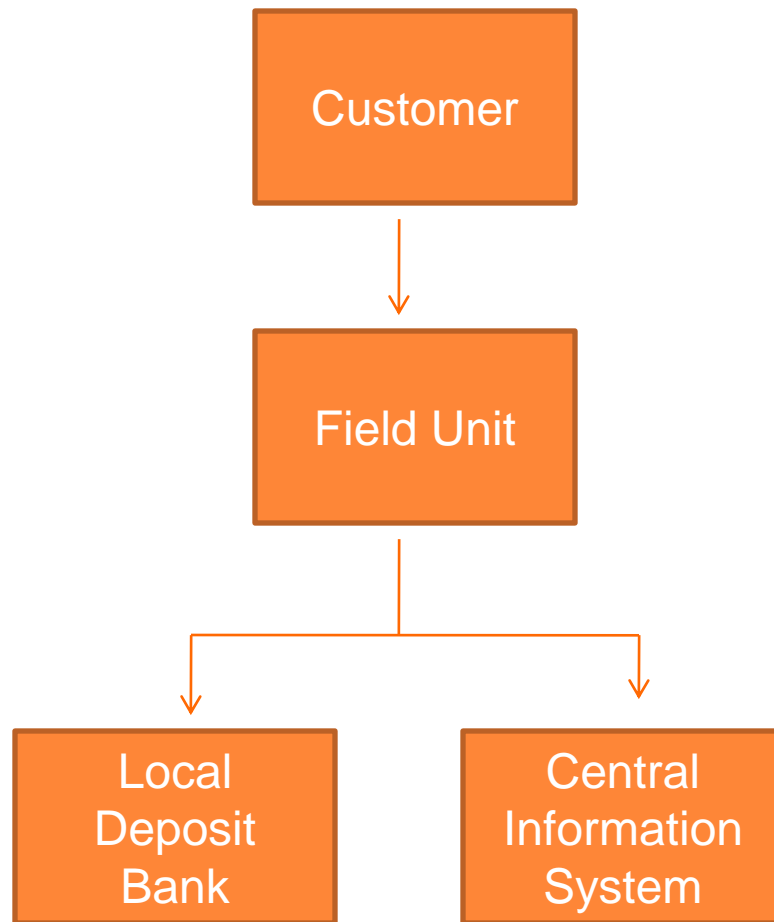 Customer
Field Unit
Local
Deposit
Bank
Central
Information
System